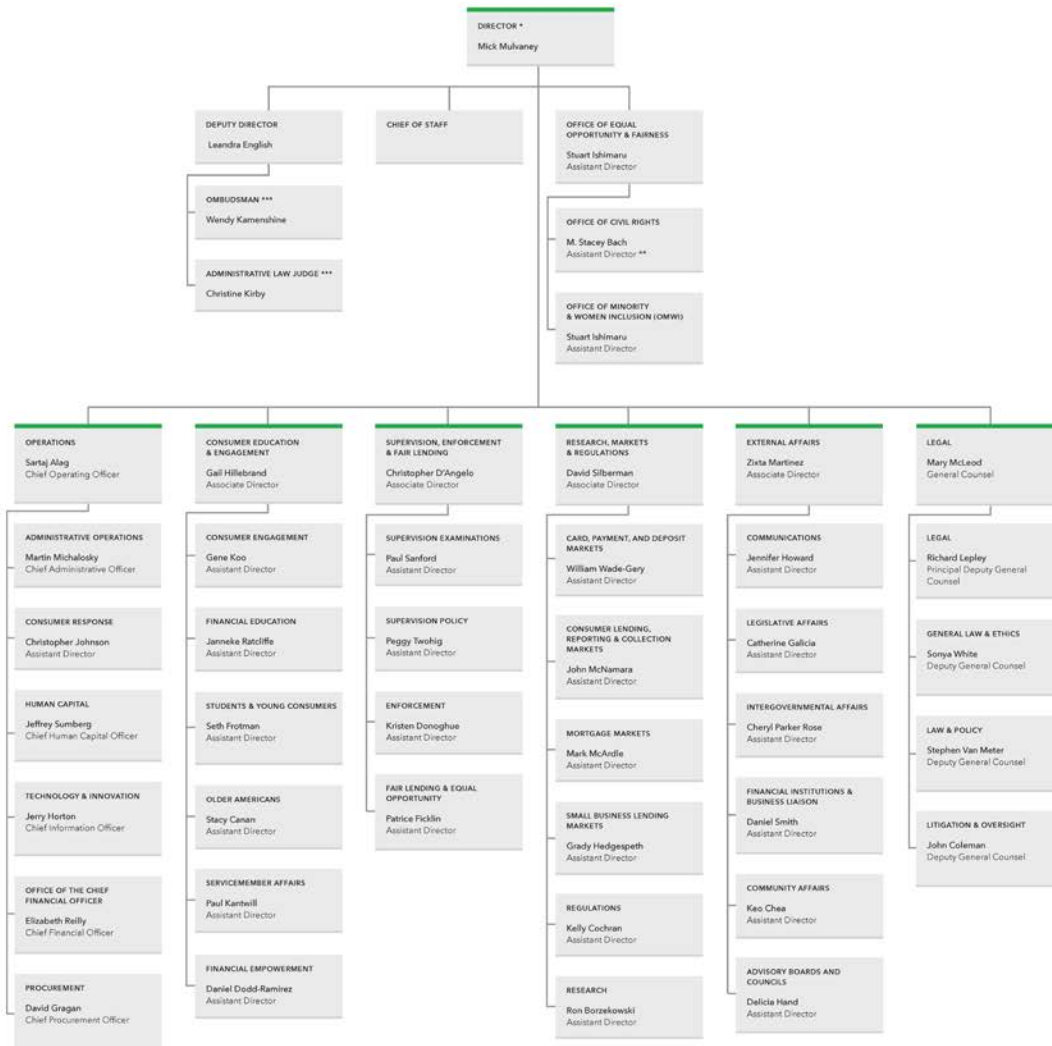 DIRECTOR *
Mick Mulvaney
DEPUTY DIRECTOR
Leandra English
CHIEF OF STAFF
OFFICE OF EQUAL
OPPORTUNITY & FAIRNESS
Stuart Ishimaru
Assistant Director
OMBUDSMAN ***
Wendy Kamenshine
ADMINISTRATIVE LAW JUDGE ***
Christine Kirby
OFFICE OF CIVIL RIGHTS
M. Stacey Bach
Assistant Director **
OFFICE OF MINORITY
& WOMEN INCLUSION (OMWI)
Stuart Ishimaru
Assistant Director
OPERATIONS
Sartaj Alag
Chief Operating Officer
ADMINISTRATIVE OPERATIONS
Martin Michalosky
Chief Administrative Officer
CONSUMER RESPONSE
Christopher Johnson
Assistant Director
HUMAN CAPITAL
Jeffrey Sumberg
Chief Human Capital Officer
TECHNOLOGY & INNOVATION
Jerry Horton
Chief Information Officer
OFFICE OF THE CHIEF
FINANCIAL OFFICER
Elizabeth Reilly
Chief Financial Officer
PROCUREMENT
David Gragan
Chief Procurement Officer
CONSUMER EDUCATION
& ENGAGEMENT
Gail Hillebrand
Associate Director
CONSUMER ENGAGEMENT
Gene Koo
Assistant Director
FINANCIAL EDUCATION
Janneke Ratcliffe
Assistant Director
STUDENTS & YOUNG CONSUMERS
Seth Frotman
Assistant Director
OLDER AMERICANS
Stacy Canan
Assistant Director
SERVICEMEMBER AFFAIRS
Paul Kantwill
Assistant Director
FINANCIAL EMPOWERMENT
Daniel Dodd-Ramirez
Assistant Director
SUPERVISION, ENFORCEMENT
& FAIR LENDING
Christopher D'Angelo
Associate Director
SUPERVISION EXAMINATIONS
Paul Sanford
Assistant Director
SUPERVISION POLICY
Peggy Twohig
Assistant Director
ENFORCEMENT
Kristen Donoghue
Assistant Director
FAIR LENDING & EQUAL
OPPORTUNITY
Patrice Ficklin
Assistant Director
RESEARCH, MARKETS
& REGULATIONS
David Silberman
Associate Director
CARD, PAYMENT, AND DEPOSIT
MARKETS
William Wade-Gery
Assistant Director
CONSUMER LENDING,
REPORTING & COLLECTION
MARKETS
John McNamara
Assistant Director
MORTGAGE MARKETS
Mark McArdle
Assistant Director
SMALL BUSINESS LENDING
MARKETS
Grady Hedgespeth
Assistant Director
REGULATIONS
Kelly Cochran
Assistant Director
RESEARCH
Ron Borzekowski
Assistant Director
EXTERNAL AFFAIRS
Zixta Martinez
Associate Director
COMMUNICATIONS
Jennifer Howard
Assistant Director
LEGISLATIVE AFFAIRS
Catherine Galicia
Assistant Director
INTERGOVERNMENTAL AFFAIRS
Cheryl Parker Rose
Assistant Director
FINANCIAL INSTITUTIONS &
BUSINESS LIAISON
Daniel Smith
Assistant Director
COMMUNITY AFFAIRS
Keo Chea
Assistant Director
ADVISORY BOARDS AND
COUNCILS
Delicia Hand
Assistant Director
LEGAL
Mary McLeod
General Counsel
LEGAL
Richard Lepley
Principal Deputy General
Counsel
GENERAL LAW & ETHICS
Sonya White
Deputy General Counsel
LAW & POLICY
Stephen Van Meter
Deputy General Counsel
LITIGATION & OVERSIGHT
John Coleman
Deputy General Counsel